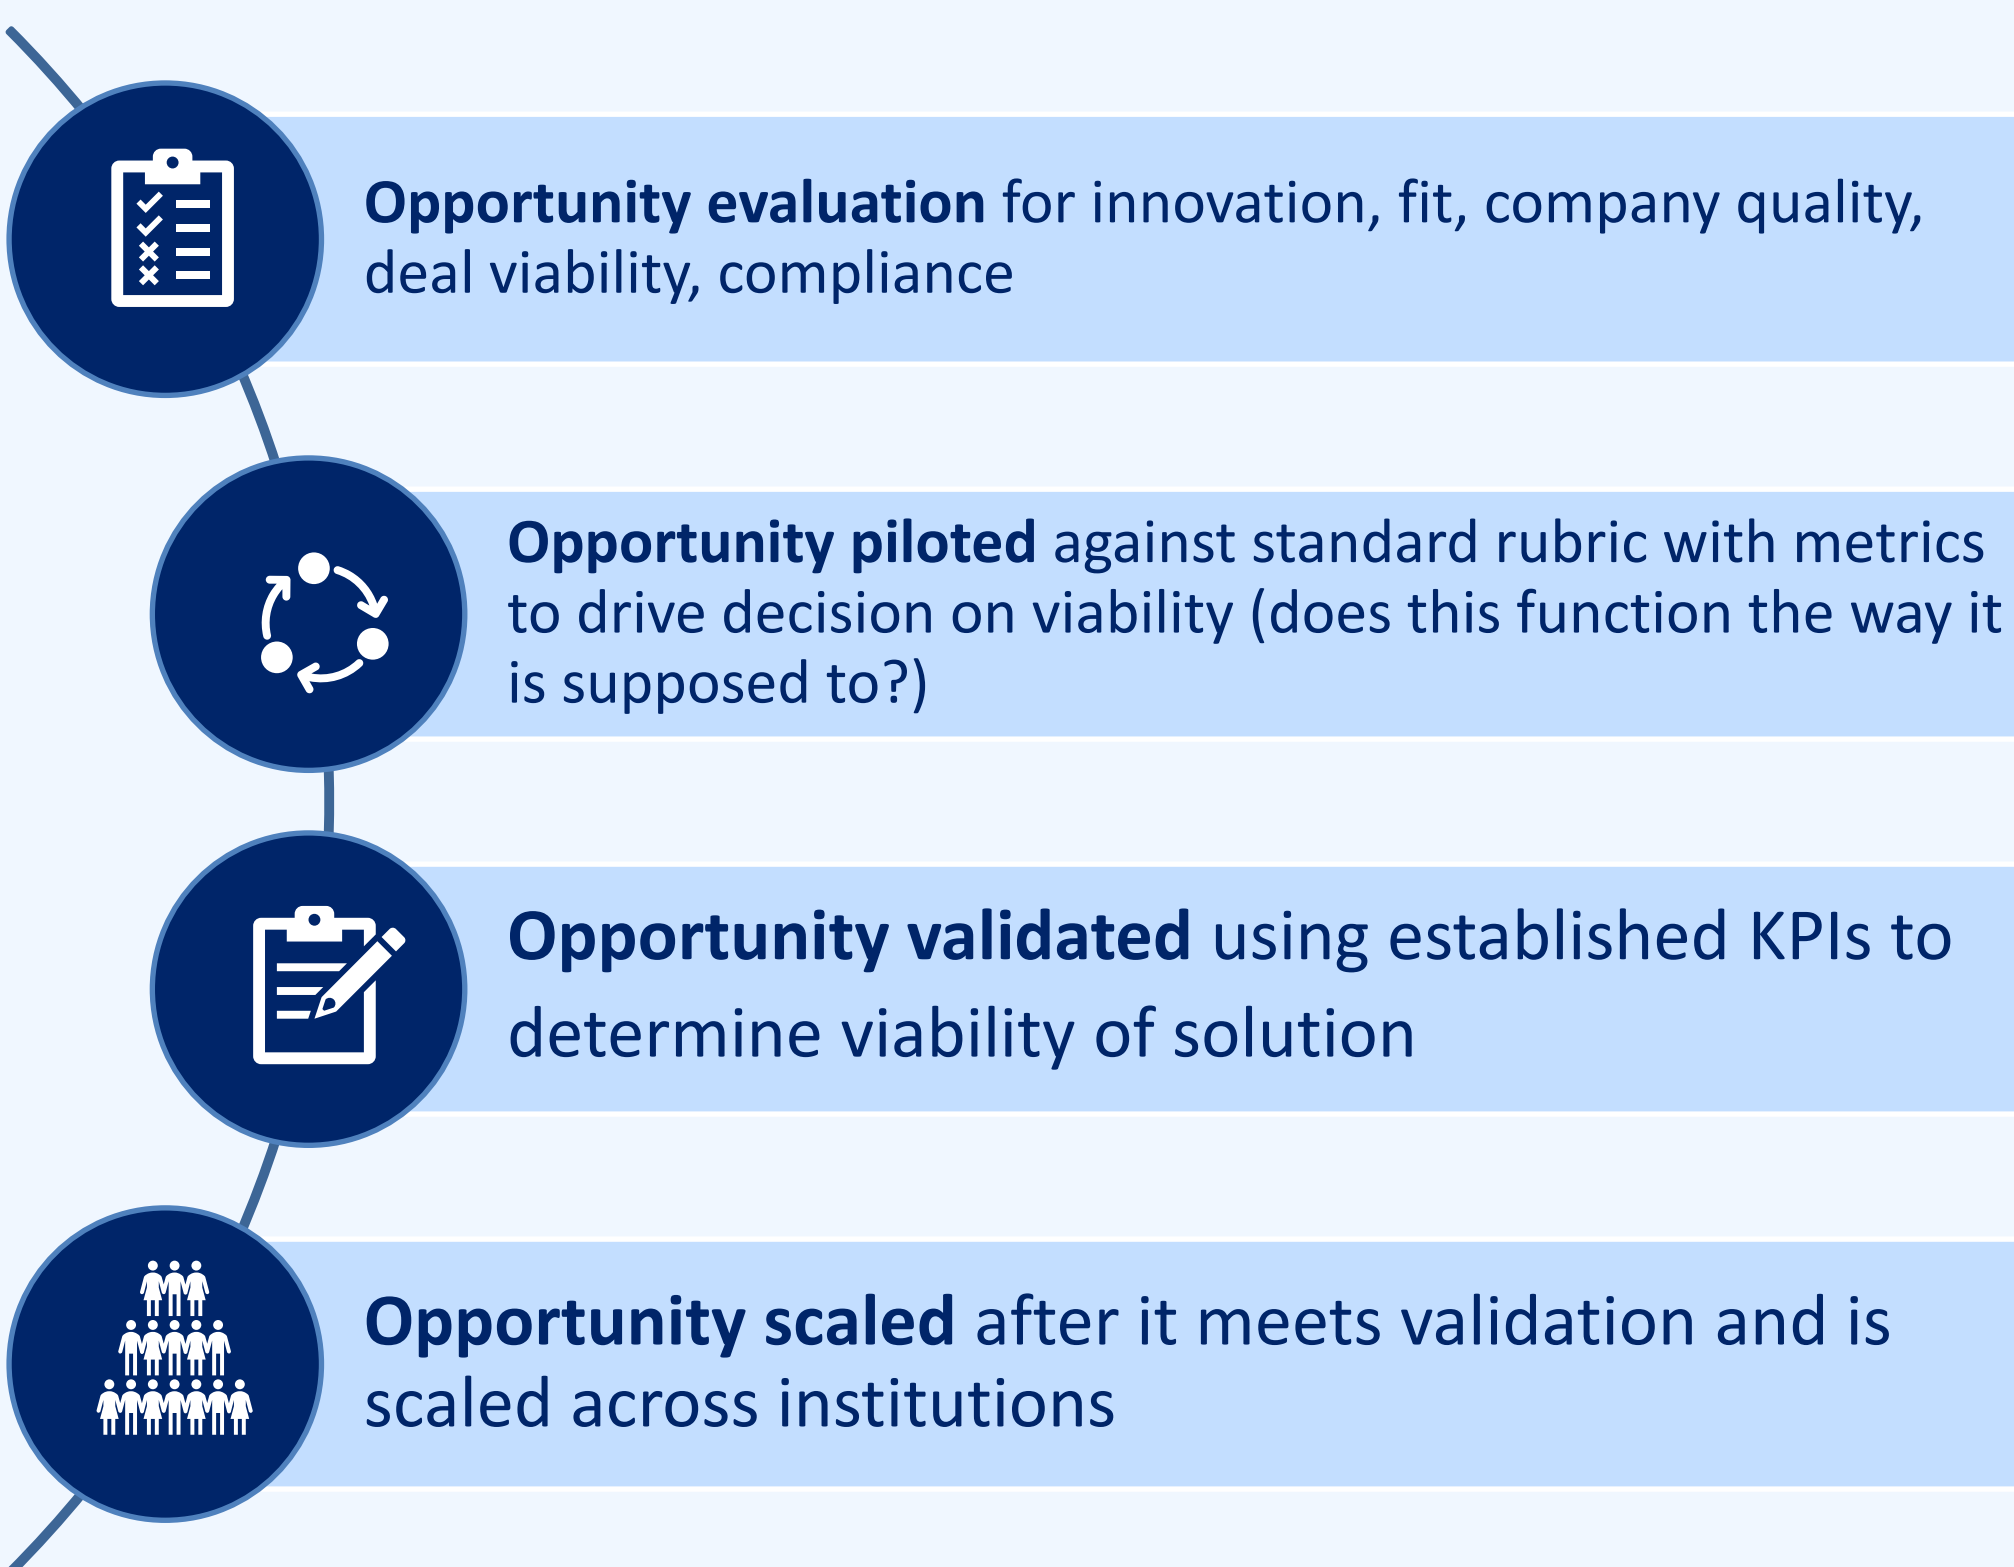 Opportunity evaluation for innovation, fit, company quality,
deal viability, compliance
Opportunity piloted against standard rubric with metrics
to drive decision on viability (does this function the way it
is supposed to?)
Opportunity validated using established KPIs to
determine viability of solution
Opportunity scaled after it meets validation and is
scaled across institutions